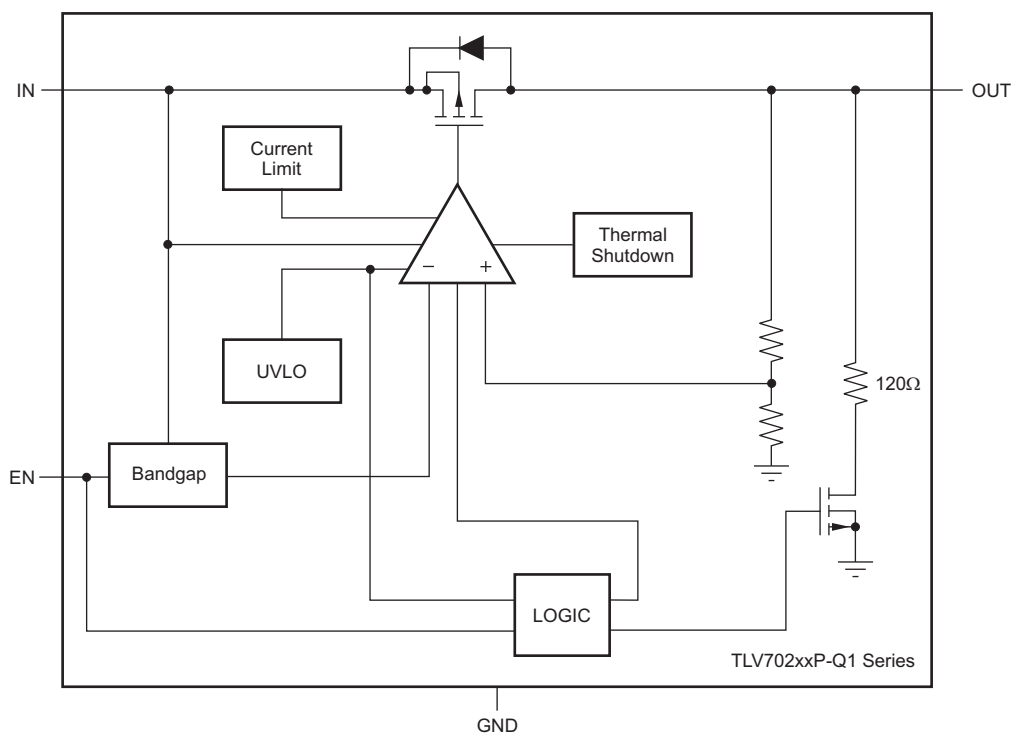 IN
OUT
Current
Limit
Thermal
Shutdown
−
+
UVLO
120Ω
EN
Bandgap
LOGIC
TLV702xxP-Q1 Series
GND